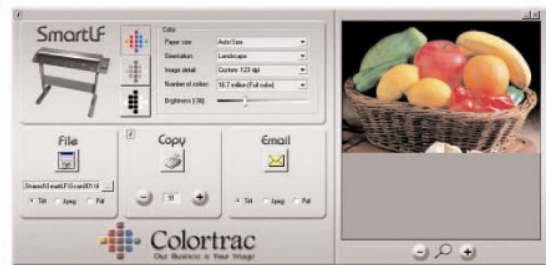 SmartLF
Color
Paper size: Auto Size
Orientation: Landscape
Image detail: Custom: 123 dpi
Number of colors: 16.7 million (Full color)
Brightness
File
Copy
Email
Tiff Jpeg Pdf
Tiff Jpeg Pdf
Colortrac
Our Business is Your Image